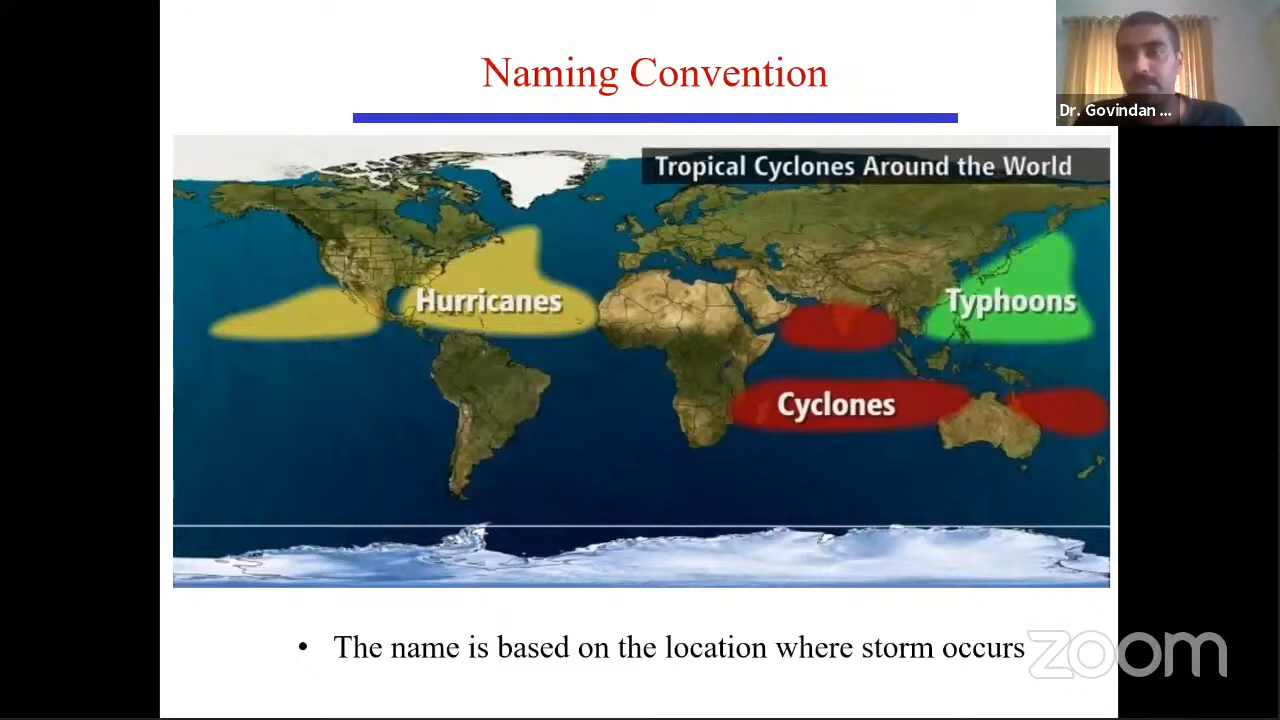 Naming Convention
Dr. Govindan ...
Tropical Cyclones Around the World
Hurricanes
Typhoons
Cyclones
• The name is based on the location where storm occurs
zoom